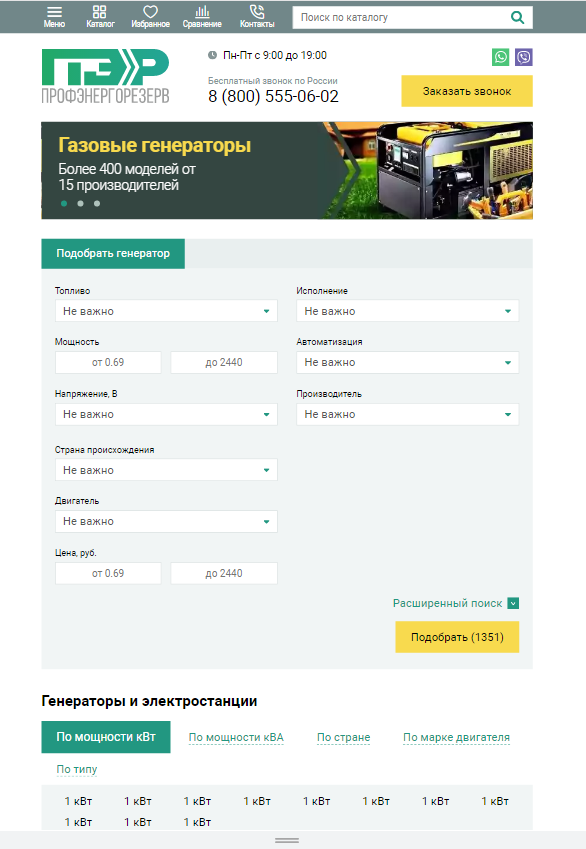 Меню
Каталог
Избранное
Сравнение
Контакты
Поиск по каталогу
ПЭР
ПРОФЭНЕРГОРЕЗЕРВ
Пн-Пт с 9:00 до 19:00
Бесплатный звонок по России
8 (800) 555-06-02
Заказать звонок
Газовые генераторы
Более 400 моделей от
15 производителей
Подобрать генератор
Топливо
Не важно
Исполнение
Не важно
Мощность
от 0.69
до 2440
Автоматизация
Не важно
Напряжение, В
Не важно
Производитель
Не важно
Страна происхождения
Не важно
Двигатель
Не важно
Цена, руб.
от 0.69
до 2440
Расширенный поиск
Подобрать (1351)
Генераторы и электростанции
По мощности кВт
По мощности кВА
По стране
По марке двигателя
По типу
1 кВт 1 кВт 1 кВт 1 кВт 1 кВт 1 кВт 1 кВт 1 кВт
1 кВт 1 кВт 1 кВт